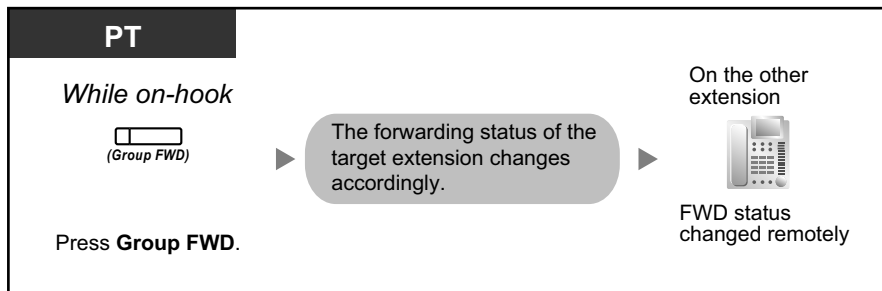 PT
While on-hook
(Group FWD)
Press Group FWD.
The forwarding status of the
target extension changes
accordingly.
On the other
extension
FWD status
changed remotely